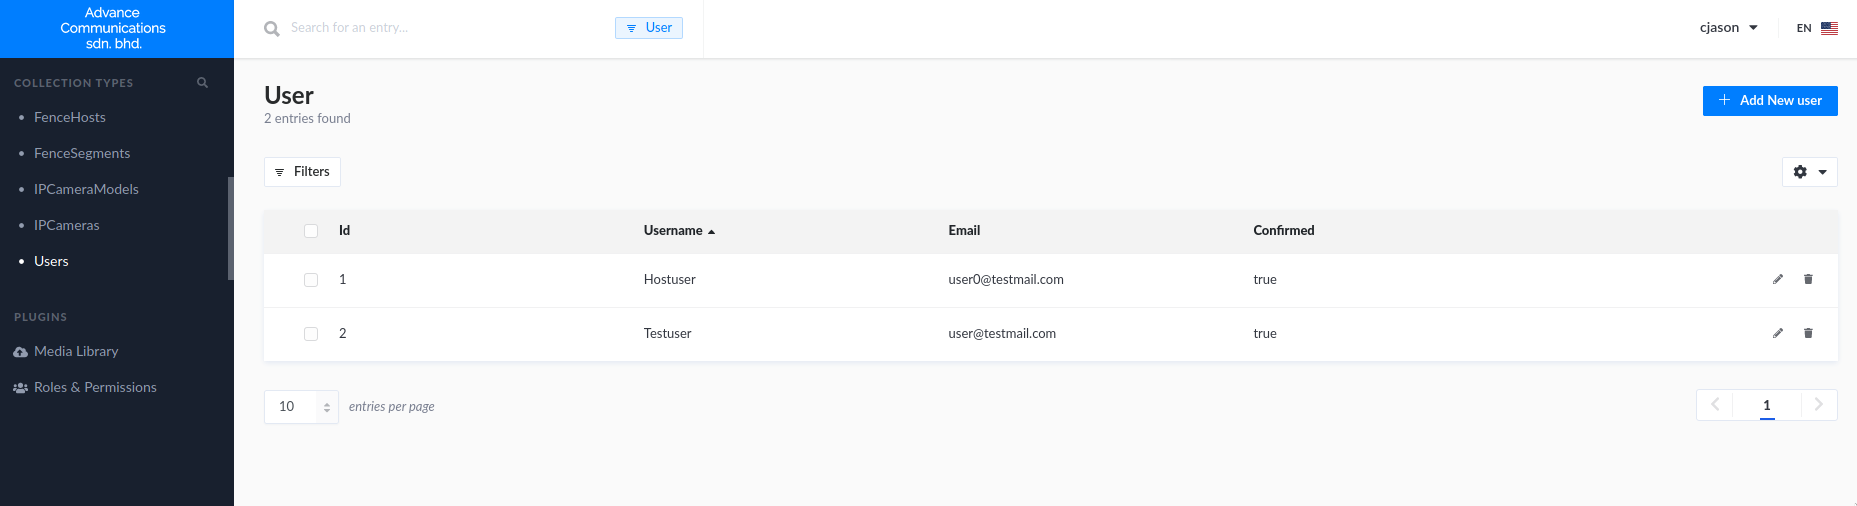 Advance
Communications
sdn. bhd.
Search for an entry...
User
cjason
EN
COLLECTION TYPES
FenceHosts
FenceSegments
IPCameraModels
IPCameras
Users
PLUGINS
Media Library
Roles & Permissions
User
2 entries found
Add New user
Filters
Id Username Email Confirmed
1 Hostuser user0@testmail.com true
2 Testuser user@testmail.com true
10 entries per page
1